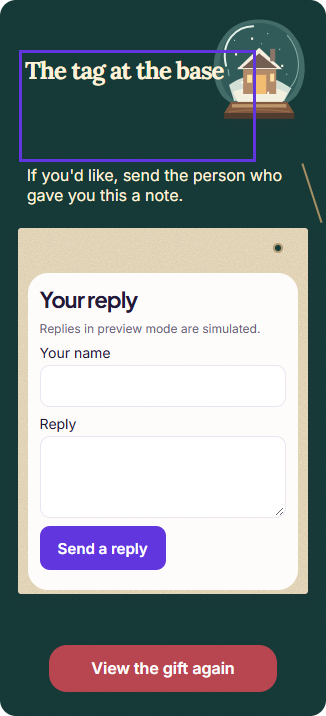 The tag at the base
If you'd like, send the person who
gave you this a note.
Your reply
Replies in preview mode are simulated.
Your name
Reply
Send a reply
View the gift again